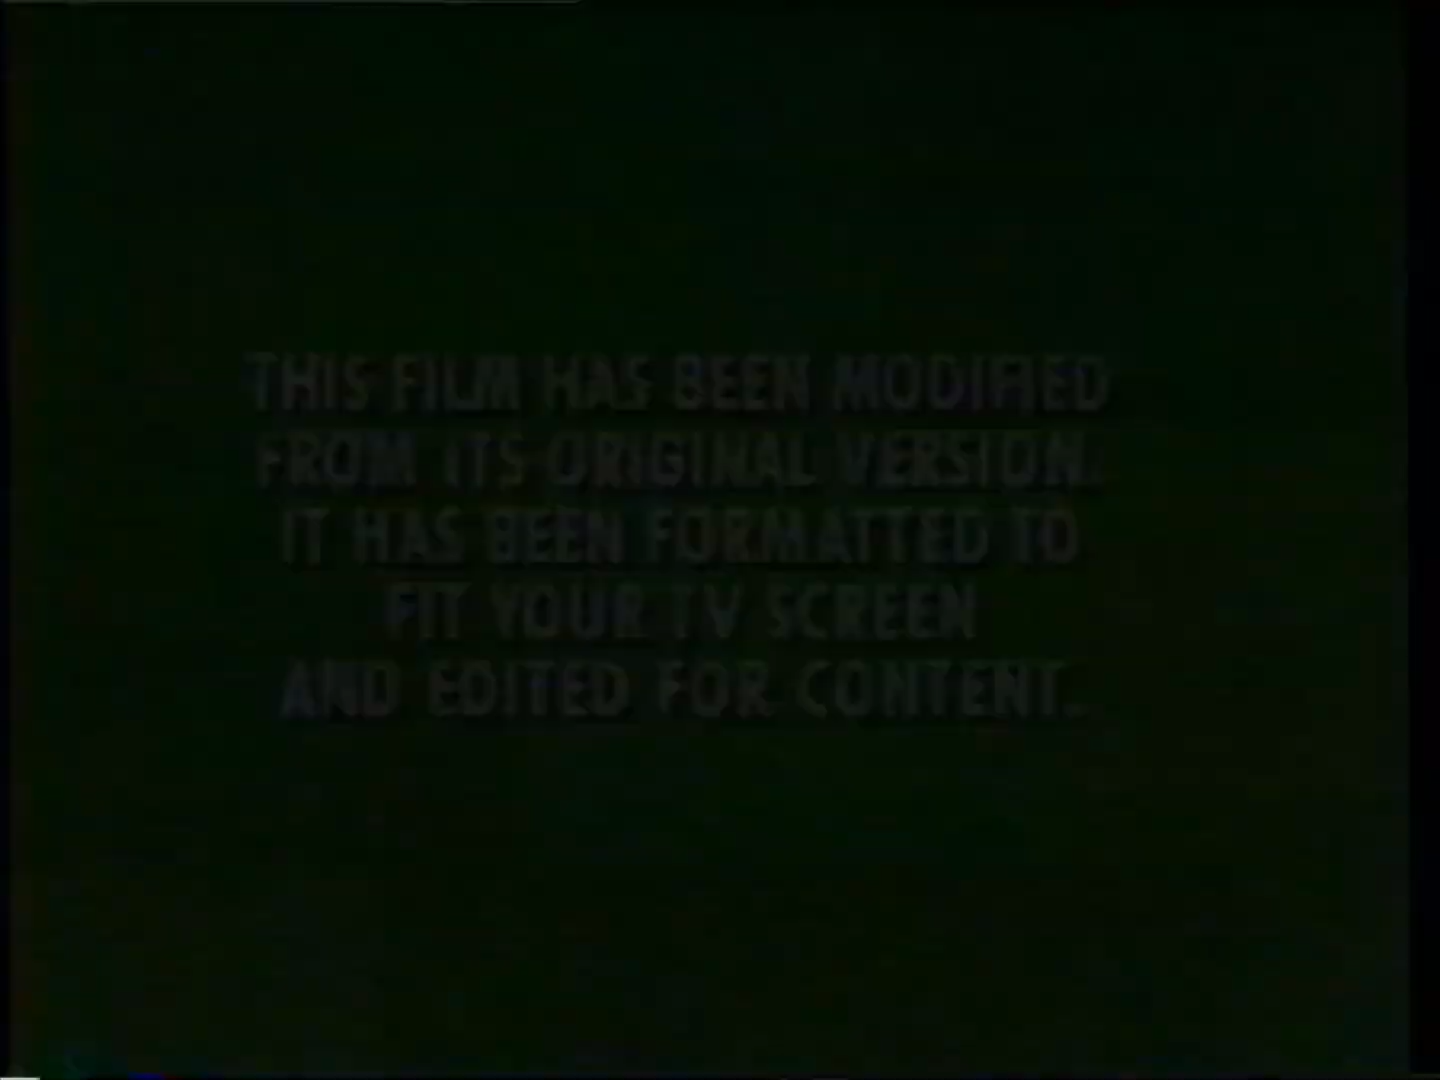 THIS FILM HAS BEEN MODIFIED
FROM ITS ORIGINAL VERSION.
IT HAS BEEN FORMATTED TO
FIT YOUR TV SCREEN
AND EDITED FOR CONTENT.